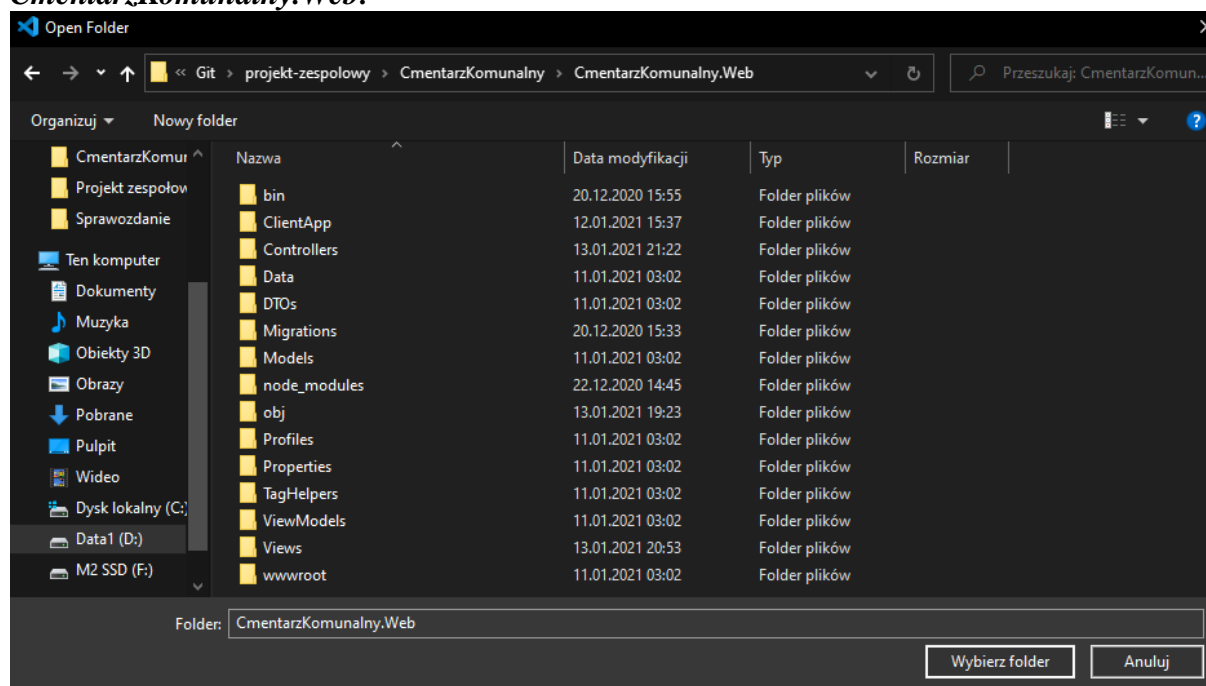 CmentarzKomunalny.Web.
Open Folder
« Git › projekt-zespolowy › CmentarzKomunalny › CmentarzKomunalny.Web
Przeszukaj: CmentarzKomun...
Organizuj
Nowy folder
CmentarzKomur
Projekt zespołow
Sprawozdanie
Ten komputer
Dokumenty
Muzyka
Obiekty 3D
Obrazy
Pobrane
Pulpit
Wideo
Dysk lokalny (C:)
Data1 (D:)
M2 SSD (F:)
Nazwa Data modyfikacji Typ Rozmiar
bin 20.12.2020 15:55 Folder plików
ClientApp 12.01.2021 15:37 Folder plików
Controllers 13.01.2021 21:22 Folder plików
Data 11.01.2021 03:02 Folder plików
DTOs 11.01.2021 03:02 Folder plików
Migrations 20.12.2020 15:33 Folder plików
Models 11.01.2021 03:02 Folder plików
node_modules 22.12.2020 14:45 Folder plików
obj 13.01.2021 19:23 Folder plików
Profiles 11.01.2021 03:02 Folder plików
Properties 11.01.2021 03:02 Folder plików
TagHelpers 11.01.2021 03:02 Folder plików
ViewModels 11.01.2021 03:02 Folder plików
Views 13.01.2021 20:53 Folder plików
wwwroot 11.01.2021 03:02 Folder plików
Folder: CmentarzKomunalny.Web
Wybierz folder
Anuluj